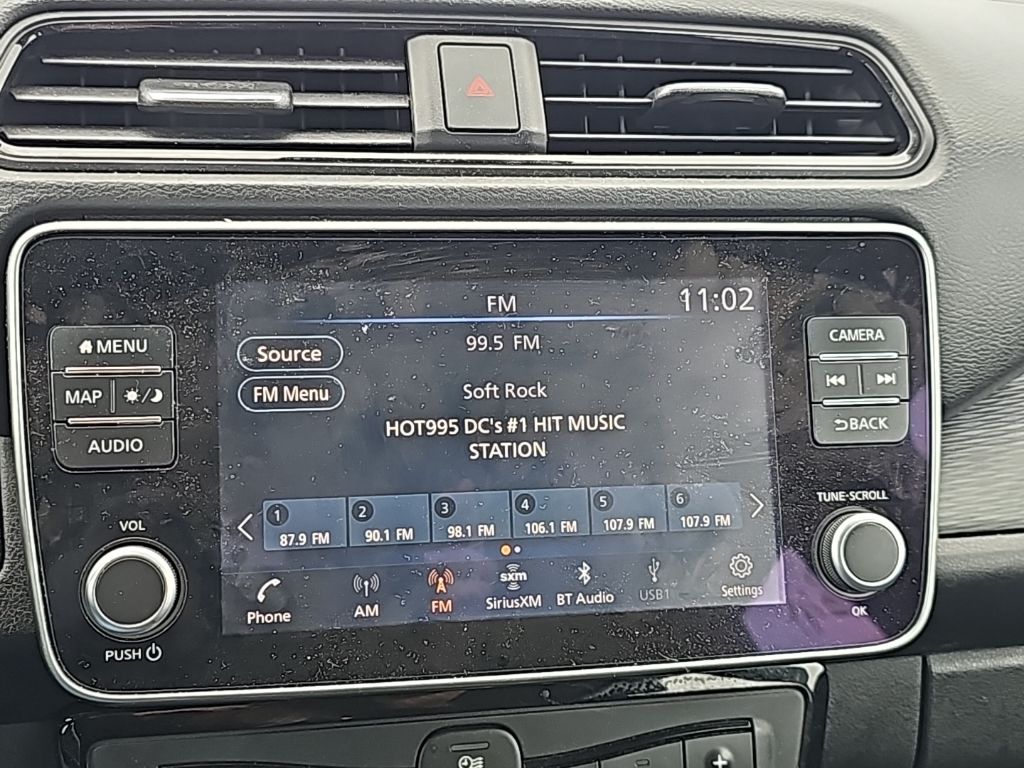 FM
11:02
MENU
MAP
AUDIO
VOL
PUSH
Source
FM Menu
99.5 FM
Soft Rock
HOT995 DC's #1 HIT MUSIC
STATION
1 2 3 4 5 6
87.9 FM 90.1 FM 98.1 FM 106.1 FM 107.9 FM 107.9 FM
Phone AM FM SiriusXM BT Audio USB1 Settings
sxm
CAMERA
BACK
TUNE·SCROLL
OK